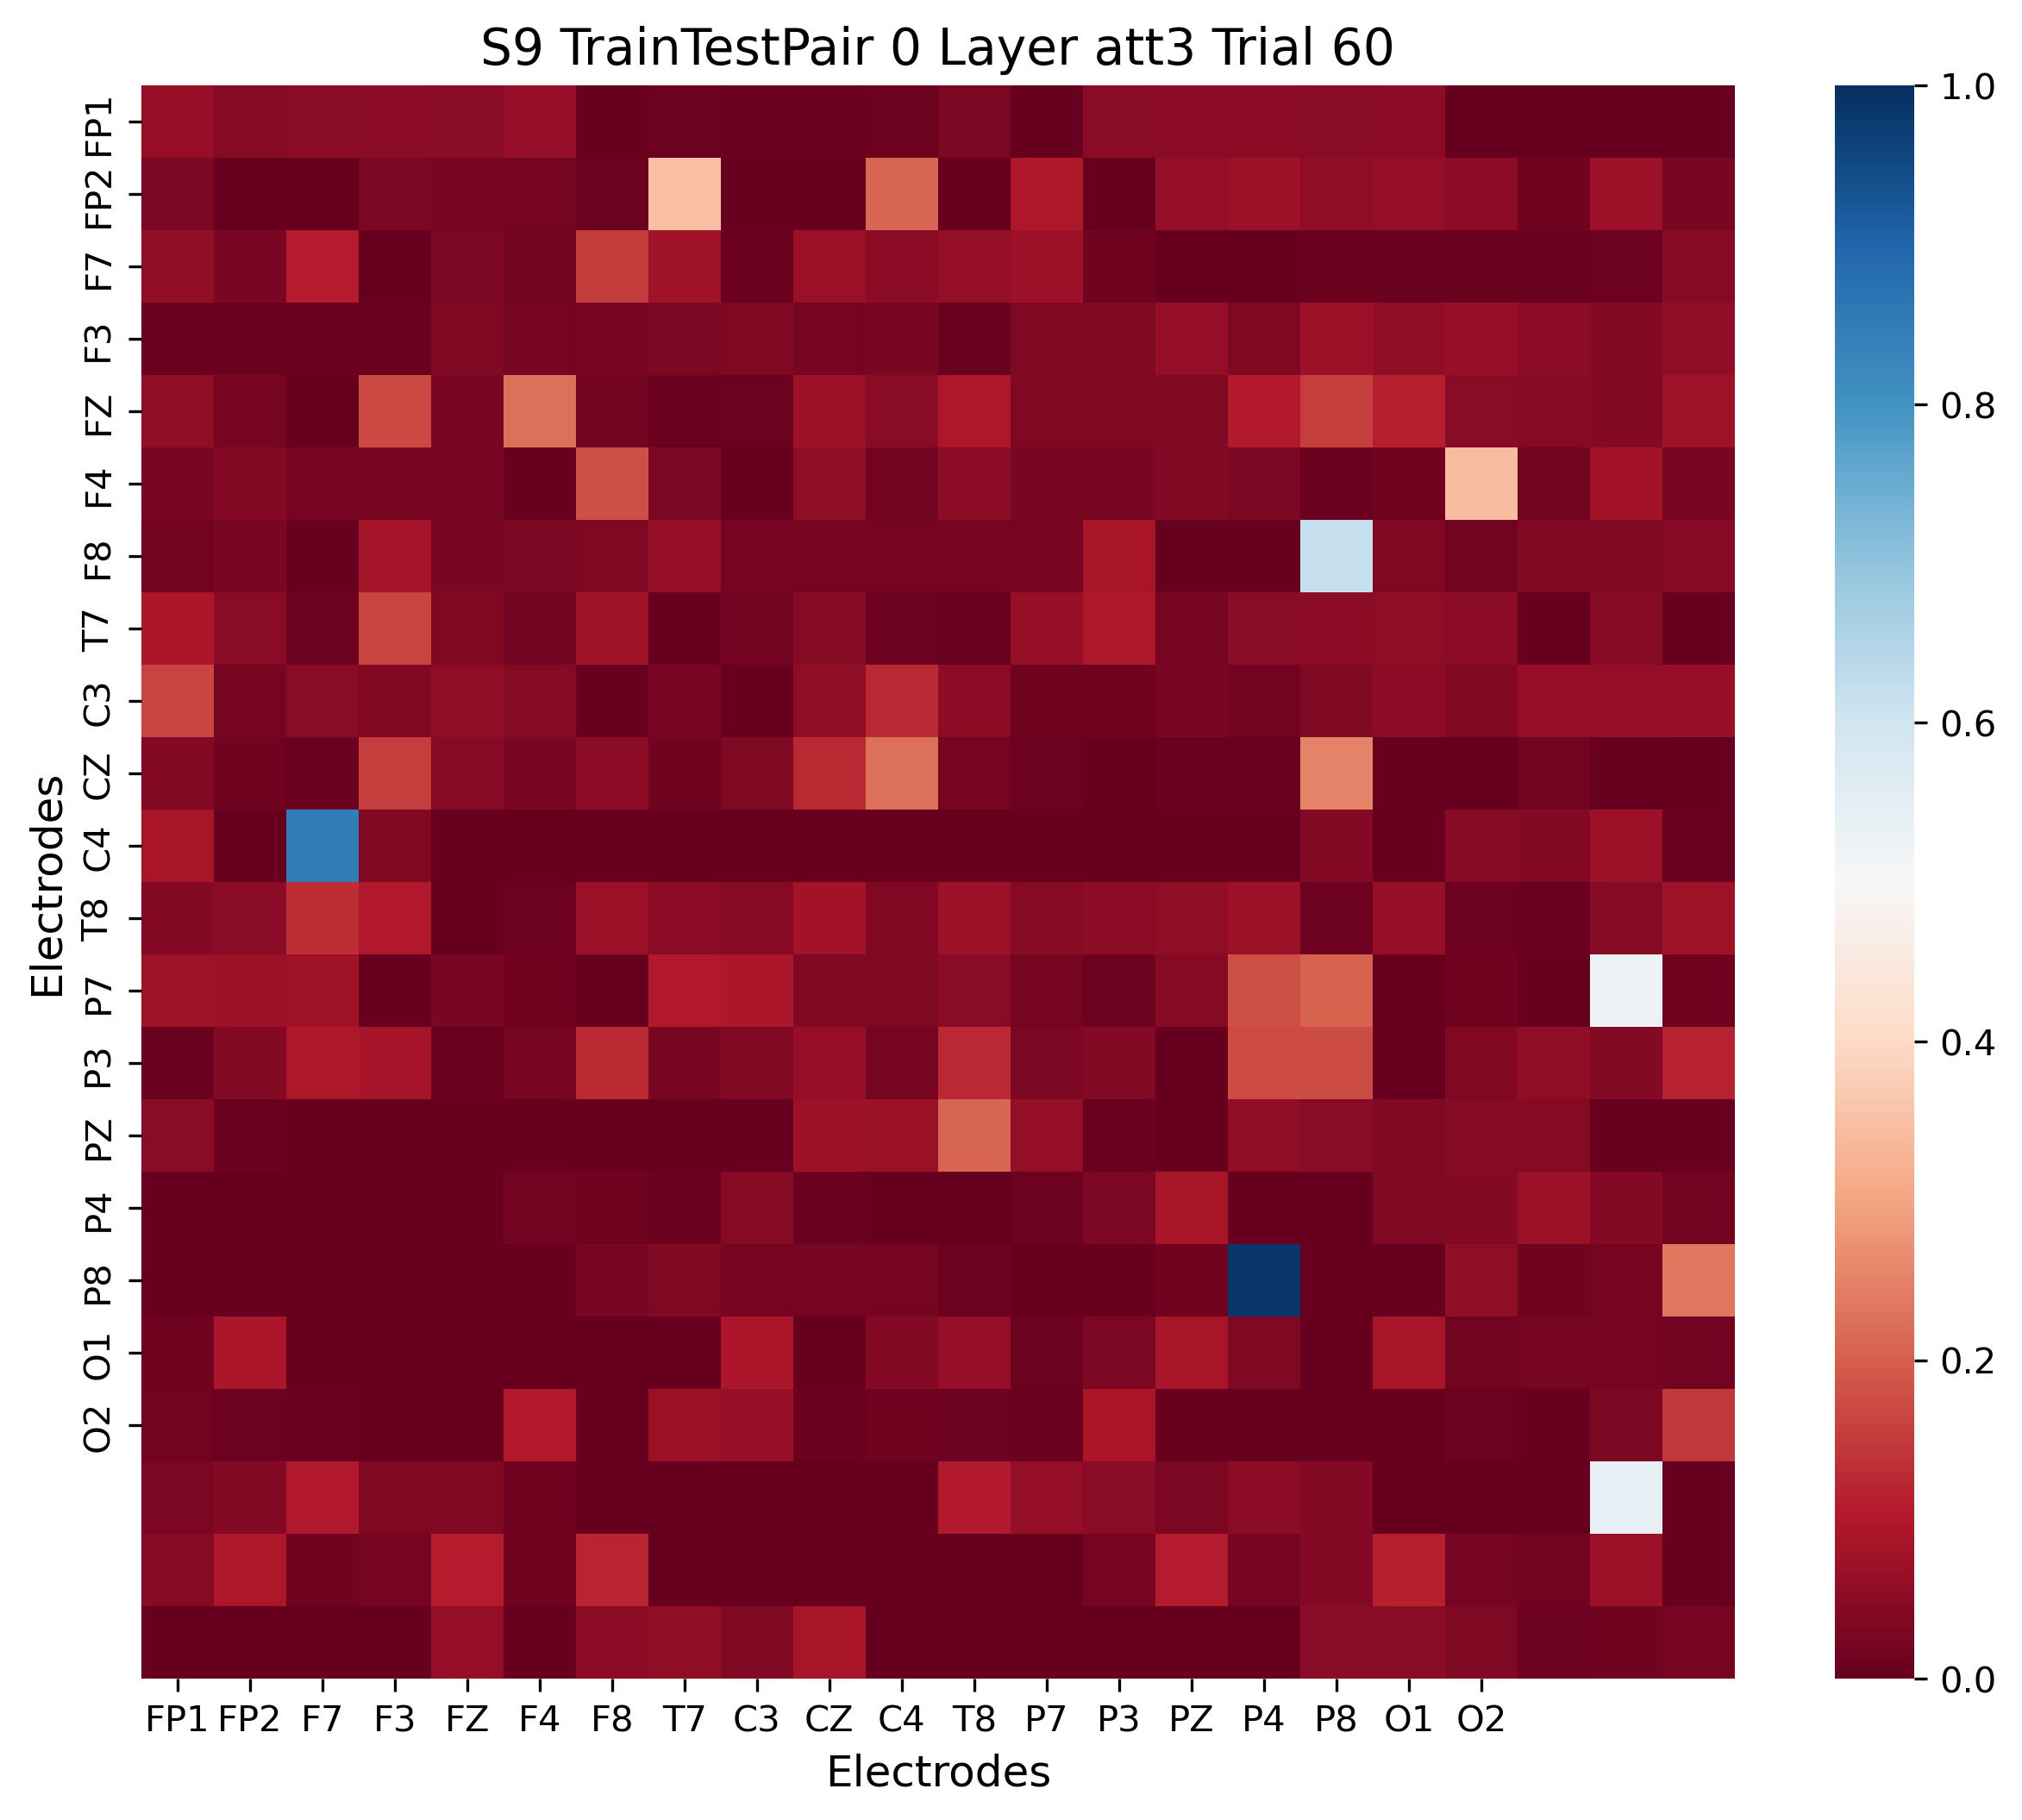 S9 TrainTestPair 0 Layer att3 Trial 60
Electrodes
FP1
FP2
F7
F3
FZ
F4
F8
T7
C3
CZ
C4
T8
P7
P3
PZ
P4
P8
O1
O2
FP1 FP2 F7 F3 FZ F4 F8 T7 C3 CZ C4 T8 P7 P3 PZ P4 P8 O1 O2
Electrodes
1.0
0.8
0.6
0.4
0.2
0.0